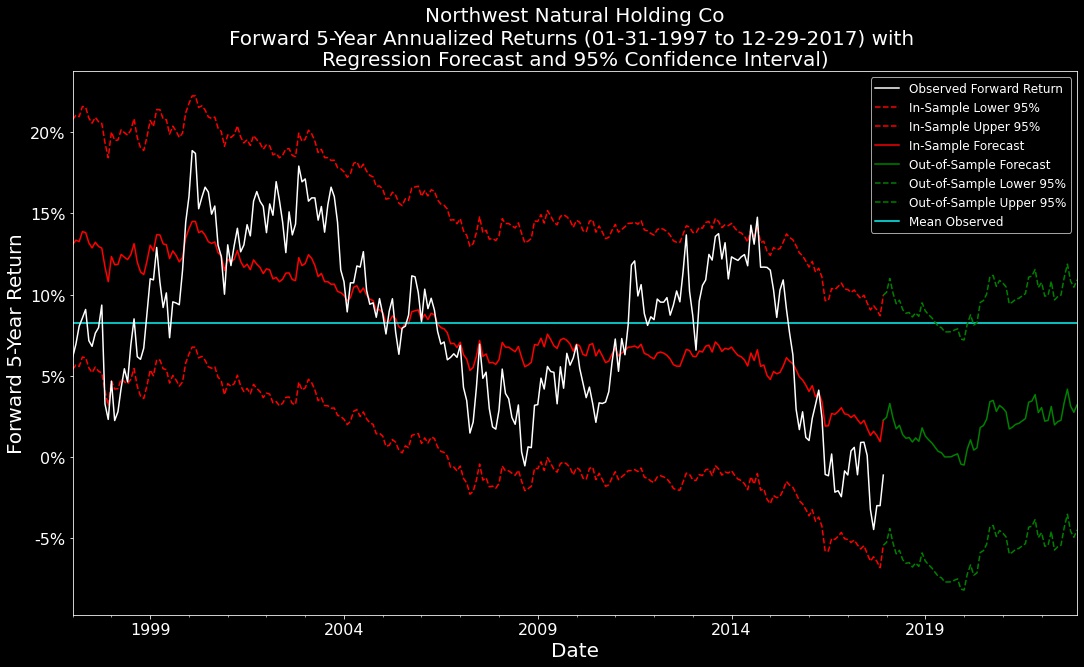 Northwest Natural Holding Co
Forward 5-Year Annualized Returns (01-31-1997 to 12-29-2017) with
Regression Forecast and 95% Confidence Interval)
Observed Forward Return
In-Sample Lower 95%
In-Sample Upper 95%
In-Sample Forecast
Out-of-Sample Forecast
Out-of-Sample Lower 95%
Out-of-Sample Upper 95%
Mean Observed
Forward 5-Year Return
20%
15%
10%
5%
0%
-5%
1999
2004
2009
2014
2019
Date